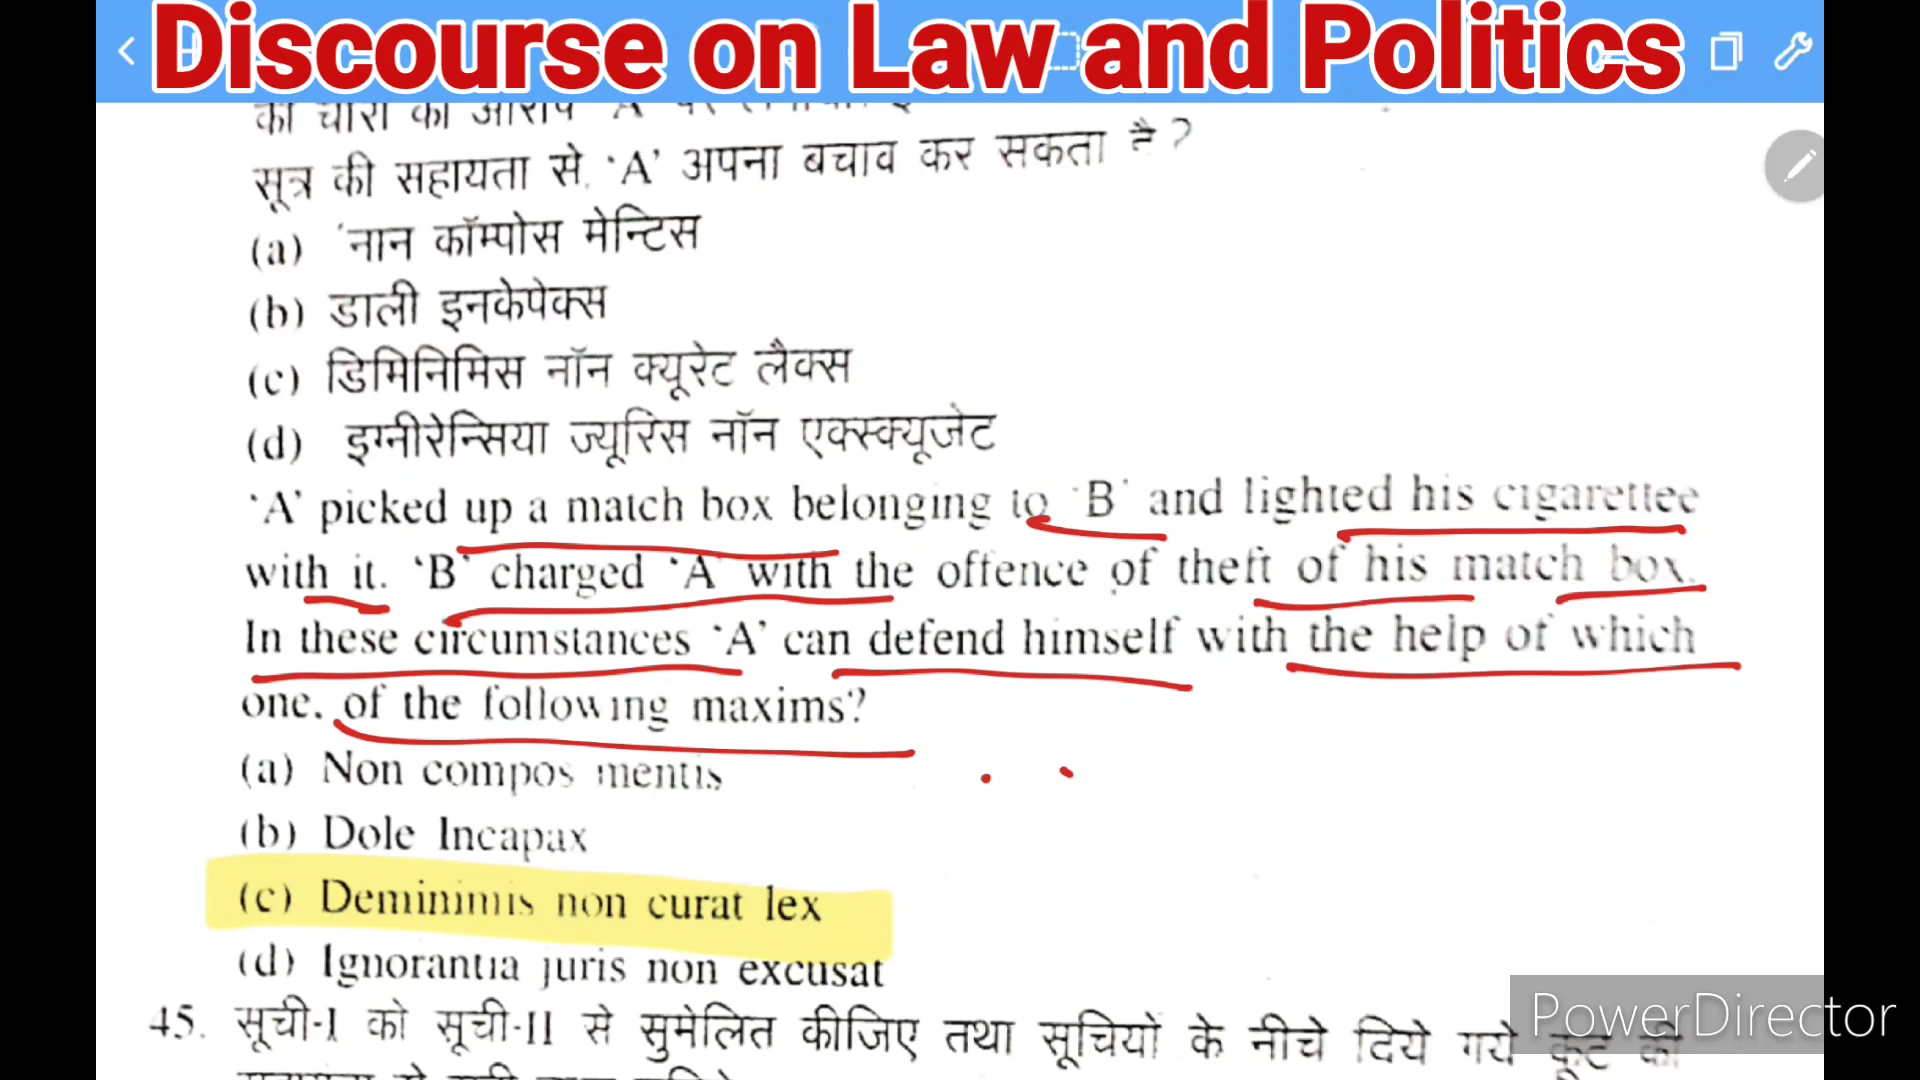 Discourse on Law and Politics
सूत्र की सहायता से 'A' अपना बचाव कर सकता है ?
(a) नान कॉम्पोस मेन्टिस
(b) डाली इनकेपेक्स
(c) डिमिनिमिस नॉन क्यूरेट लैक्स
(d) इग्नीरेन्सिया ज्यूरिस नॉन एक्स्क्यूजेट
'A' picked up a match box belonging to 'B' and lighted his cigarettee
with it. 'B' charged 'A' with the offence of theft of his match box.
In these circumstances 'A' can defend himself with the help of which
one. of the following maxims?
(a) Non compos mentis
(b) Dole Incapax
(c) Deminimis non curat lex
(d) Ignorantia juris non excusat
45. सूची-I को सूची-II से सुमेलित कीजिए तथा सूचियों के नीचे दिये गये कूट की
PowerDirector